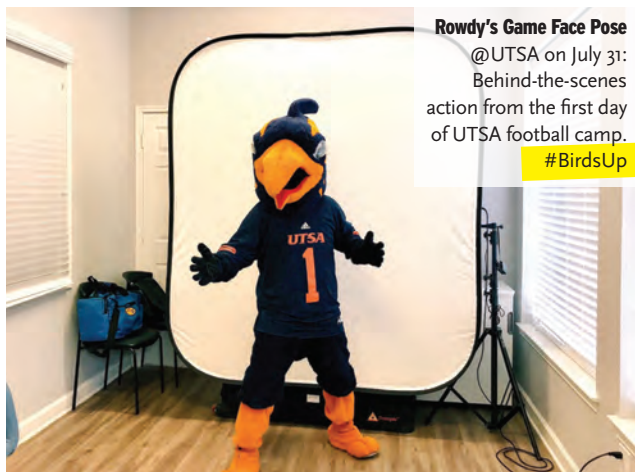 Rowdy's Game Face Pose
@UTSA on July 31:
Behind-the-scenes
action from the first day
of UTSA football camp.
#BirdsUp
UTSA
1